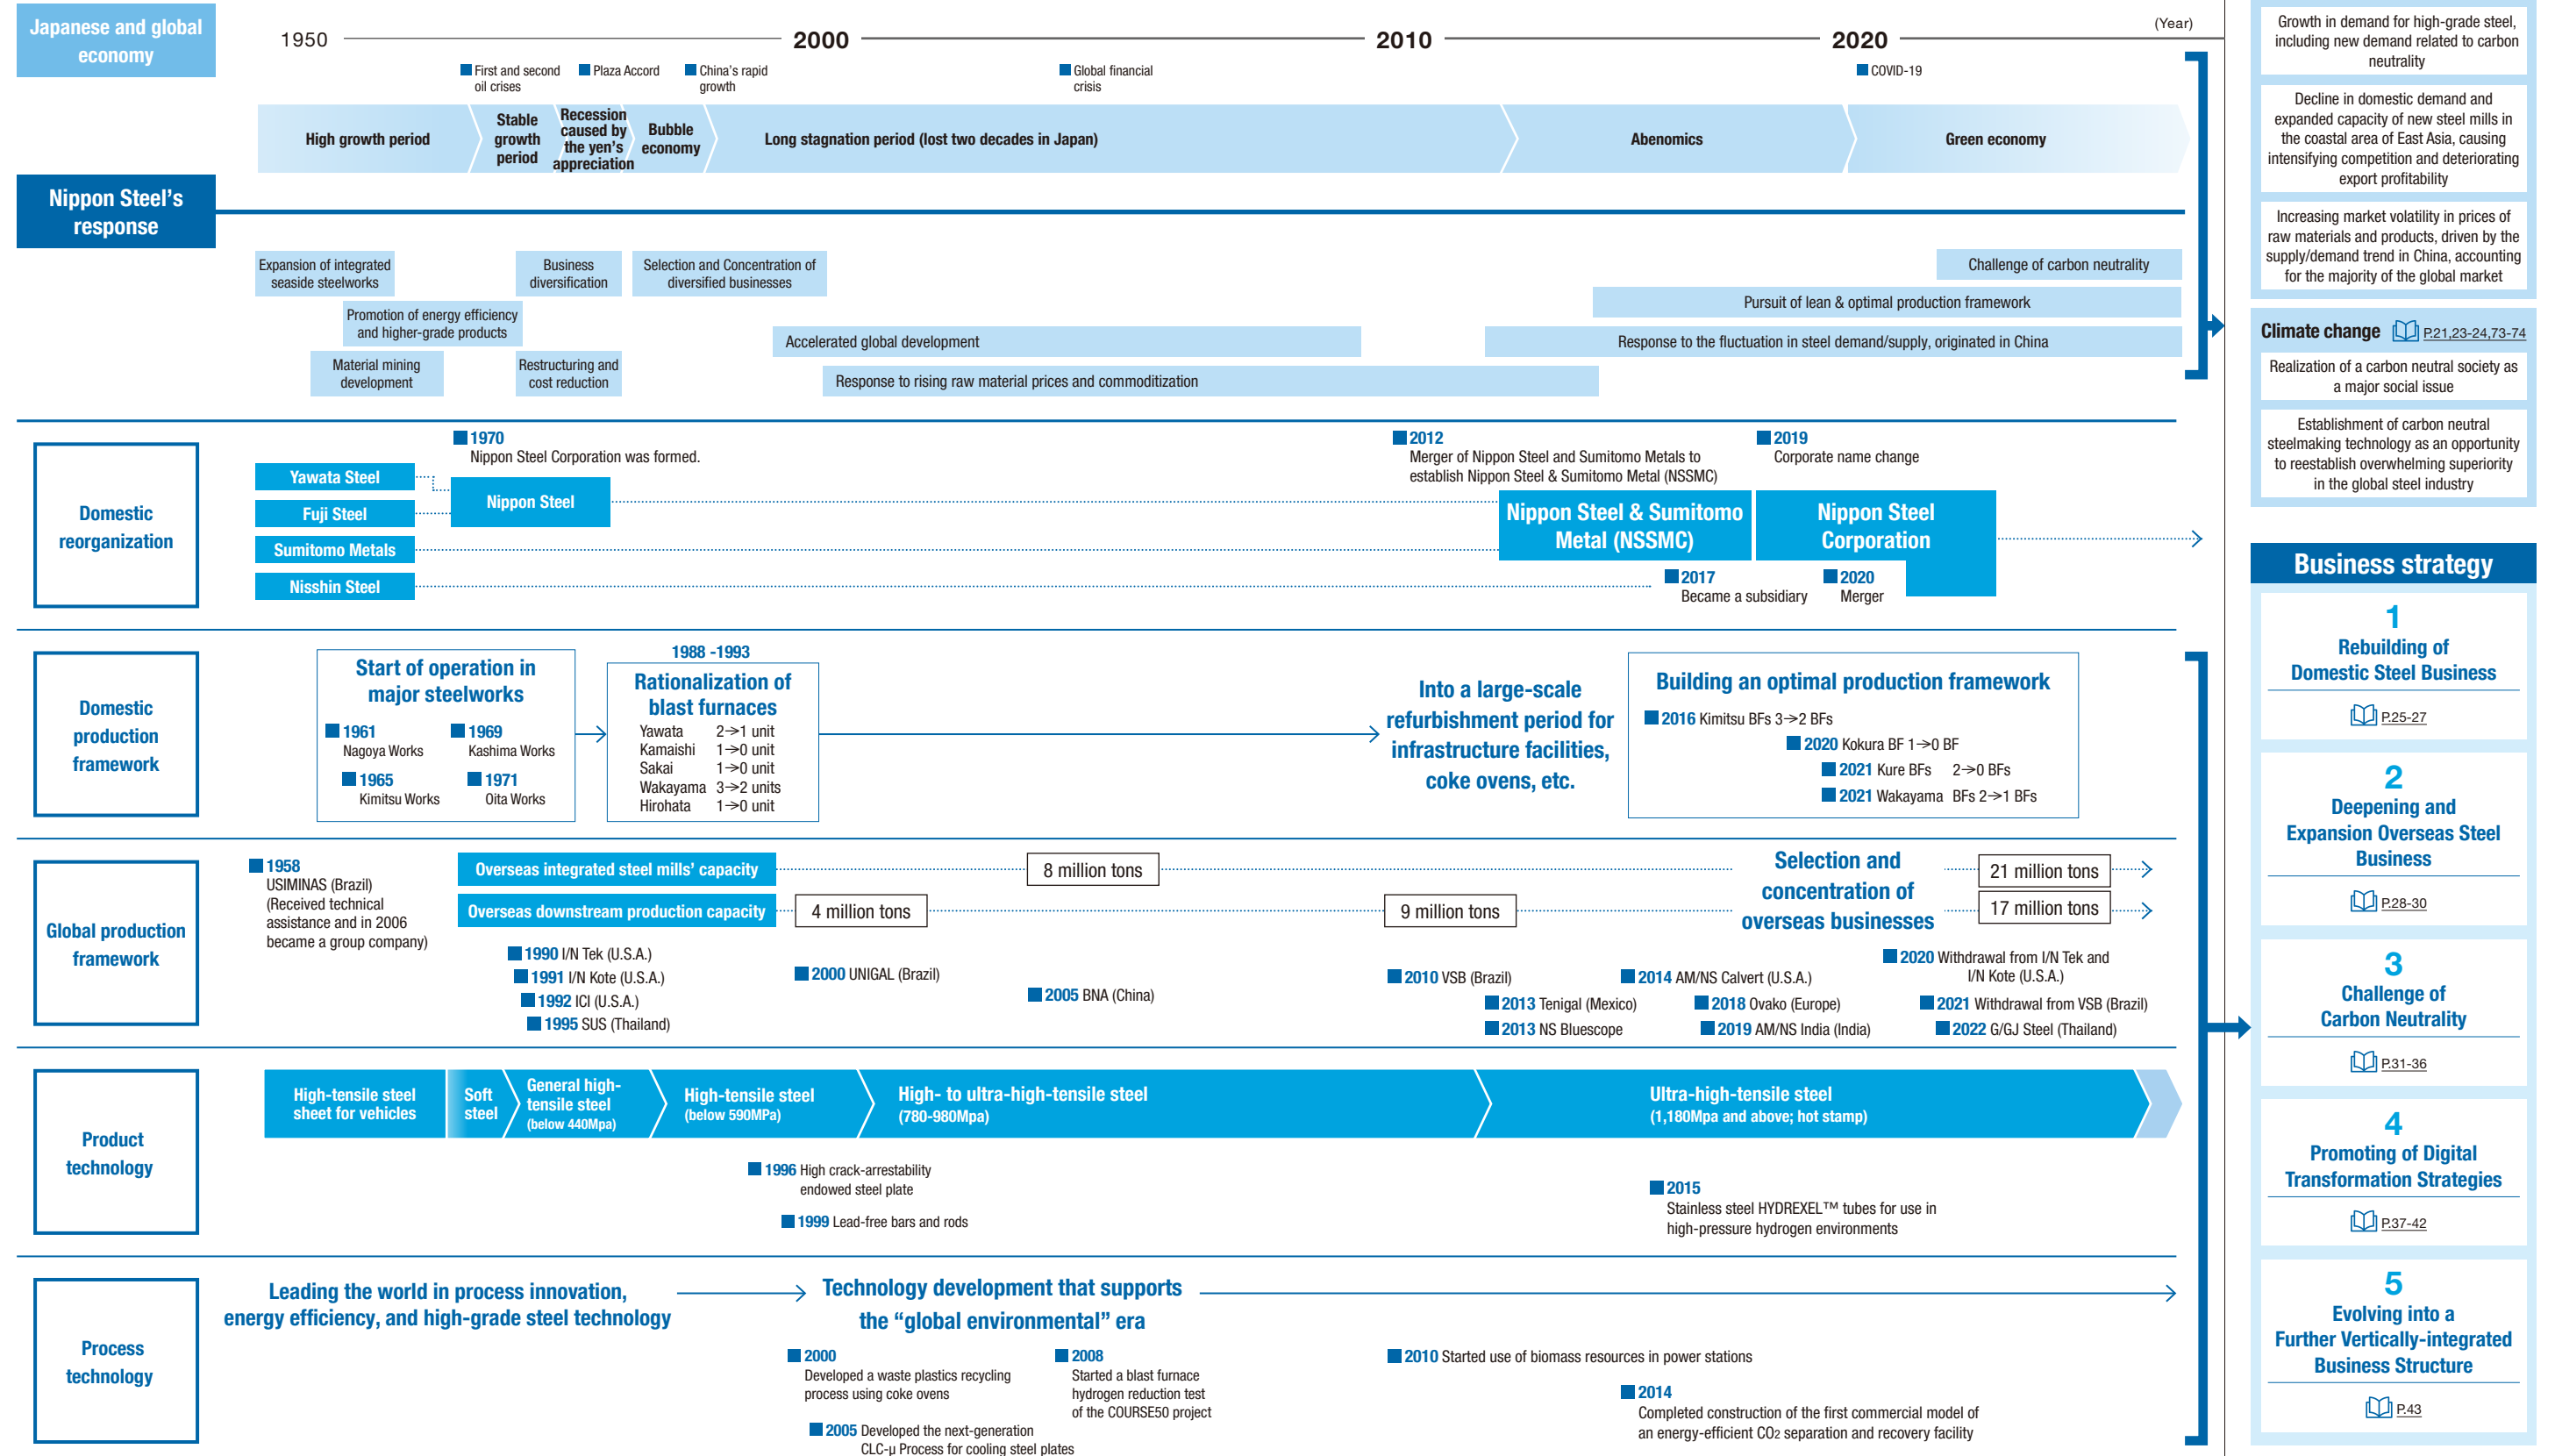 Japanese and global
economy
1950
2000
2010
2020
(Year)
First and second
oil crises
Plaza Accord
China's rapid
growth
Global financial
crisis
COVID-19
High growth period
Stable
growth
period
Recession
caused by
the yen's
appreciation
Bubble
economy
Long stagnation period (lost two decades in Japan)
Abenomics
Green economy
Nippon Steel's
response
Expansion of integrated
seaside steelworks
Business
diversification
Selection and Concentration of
diversified businesses
Challenge of carbon neutrality
Promotion of energy efficiency
and higher-grade products
Pursuit of lean & optimal production framework
Accelerated global development
Response to the fluctuation in steel demand/supply, originated in China
Material mining
development
Restructuring and
cost reduction
Response to rising raw material prices and commoditization
Domestic
reorganization
1970
Nippon Steel Corporation was formed.
2012
Merger of Nippon Steel and Sumitomo Metals to
establish Nippon Steel & Sumitomo Metal (NSSMC)
2019
Corporate name change
Yawata Steel
Fuji Steel
Sumitomo Metals
Nisshin Steel
Nippon Steel
Nippon Steel & Sumitomo
Metal (NSSMC)
Nippon Steel
Corporation
2017
Became a subsidiary
2020
Merger
Domestic
production
framework
Start of operation in
major steelworks
1961
Nagoya Works
1969
Kashima Works
1965
Kimitsu Works
1971
Oita Works
1988 -1993
Rationalization of
blast furnaces
Yawata 2→1 unit
Kamaishi 1→0 unit
Sakai 1→0 unit
Wakayama 3→2 units
Hirohata 1→0 unit
Into a large-scale
refurbishment period for
infrastructure facilities,
coke ovens, etc.
Building an optimal production framework
2016 Kimitsu BFs 3→2 BFs
2020 Kokura BF 1→0 BF
2021 Kure BFs 2→0 BFs
2021 Wakayama BFs 2→1 BFs
Global production
framework
1958
USIMINAS (Brazil)
(Received technical
assistance and in 2006
became a group company)
Overseas integrated steel mills' capacity
8 million tons
Overseas downstream production capacity
4 million tons
9 million tons
Selection and
concentration of
overseas businesses
21 million tons
17 million tons
1990 I/N Tek (U.S.A.)
1991 I/N Kote (U.S.A.)
1992 ICI (U.S.A.)
1995 SUS (Thailand)
2000 UNIGAL (Brazil)
2005 BNA (China)
2010 VSB (Brazil)
2013 Tenigal (Mexico)
2013 NS Bluescope
2014 AM/NS Calvert (U.S.A.)
2018 Ovako (Europe)
2019 AM/NS India (India)
2020 Withdrawal from I/N Tek and
I/N Kote (U.S.A.)
2021 Withdrawal from VSB (Brazil)
2022 G/GJ Steel (Thailand)
Product
technology
High-tensile steel
sheet for vehicles
Soft
steel
General high-
tensile steel
(below 440Mpa)
High-tensile steel
(below 590MPa)
High- to ultra-high-tensile steel
(780-980Mpa)
Ultra-high-tensile steel
(1,180Mpa and above; hot stamp)
1996 High crack-arrestability
endowed steel plate
1999 Lead-free bars and rods
2015
Stainless steel HYDREXEL™ tubes for use in
high-pressure hydrogen environments
Process
technology
Leading the world in process innovation,
energy efficiency, and high-grade steel technology
Technology development that supports
the “global environmental” era
2000
Developed a waste plastics recycling
process using coke ovens
2005 Developed the next-generation
CLC-μ Process for cooling steel plates
2008
Started a blast furnace
hydrogen reduction test
of the COURSE50 project
2010 Started use of biomass resources in power stations
2014
Completed construction of the first commercial model of
an energy-efficient CO2 separation and recovery facility
Growth in demand for high-grade steel,
including new demand related to carbon
neutrality
Decline in domestic demand and
expanded capacity of new steel mills in
the coastal area of East Asia, causing
intensifying competition and deteriorating
export profitability
Increasing market volatility in prices of
raw materials and products, driven by the
supply/demand trend in China, accounting
for the majority of the global market
Climate change P.21,23-24,73-74
Realization of a carbon neutral society as
a major social issue
Establishment of carbon neutral
steelmaking technology as an opportunity
to reestablish overwhelming superiority
in the global steel industry
Business strategy
1
Rebuilding of
Domestic Steel Business
P.25-27
2
Deepening and
Expansion Overseas Steel
Business
P.28-30
3
Challenge of
Carbon Neutrality
P.31-36
4
Promoting of Digital
Transformation Strategies
P.37-42
5
Evolving into a
Further Vertically-integrated
Business Structure
P.43